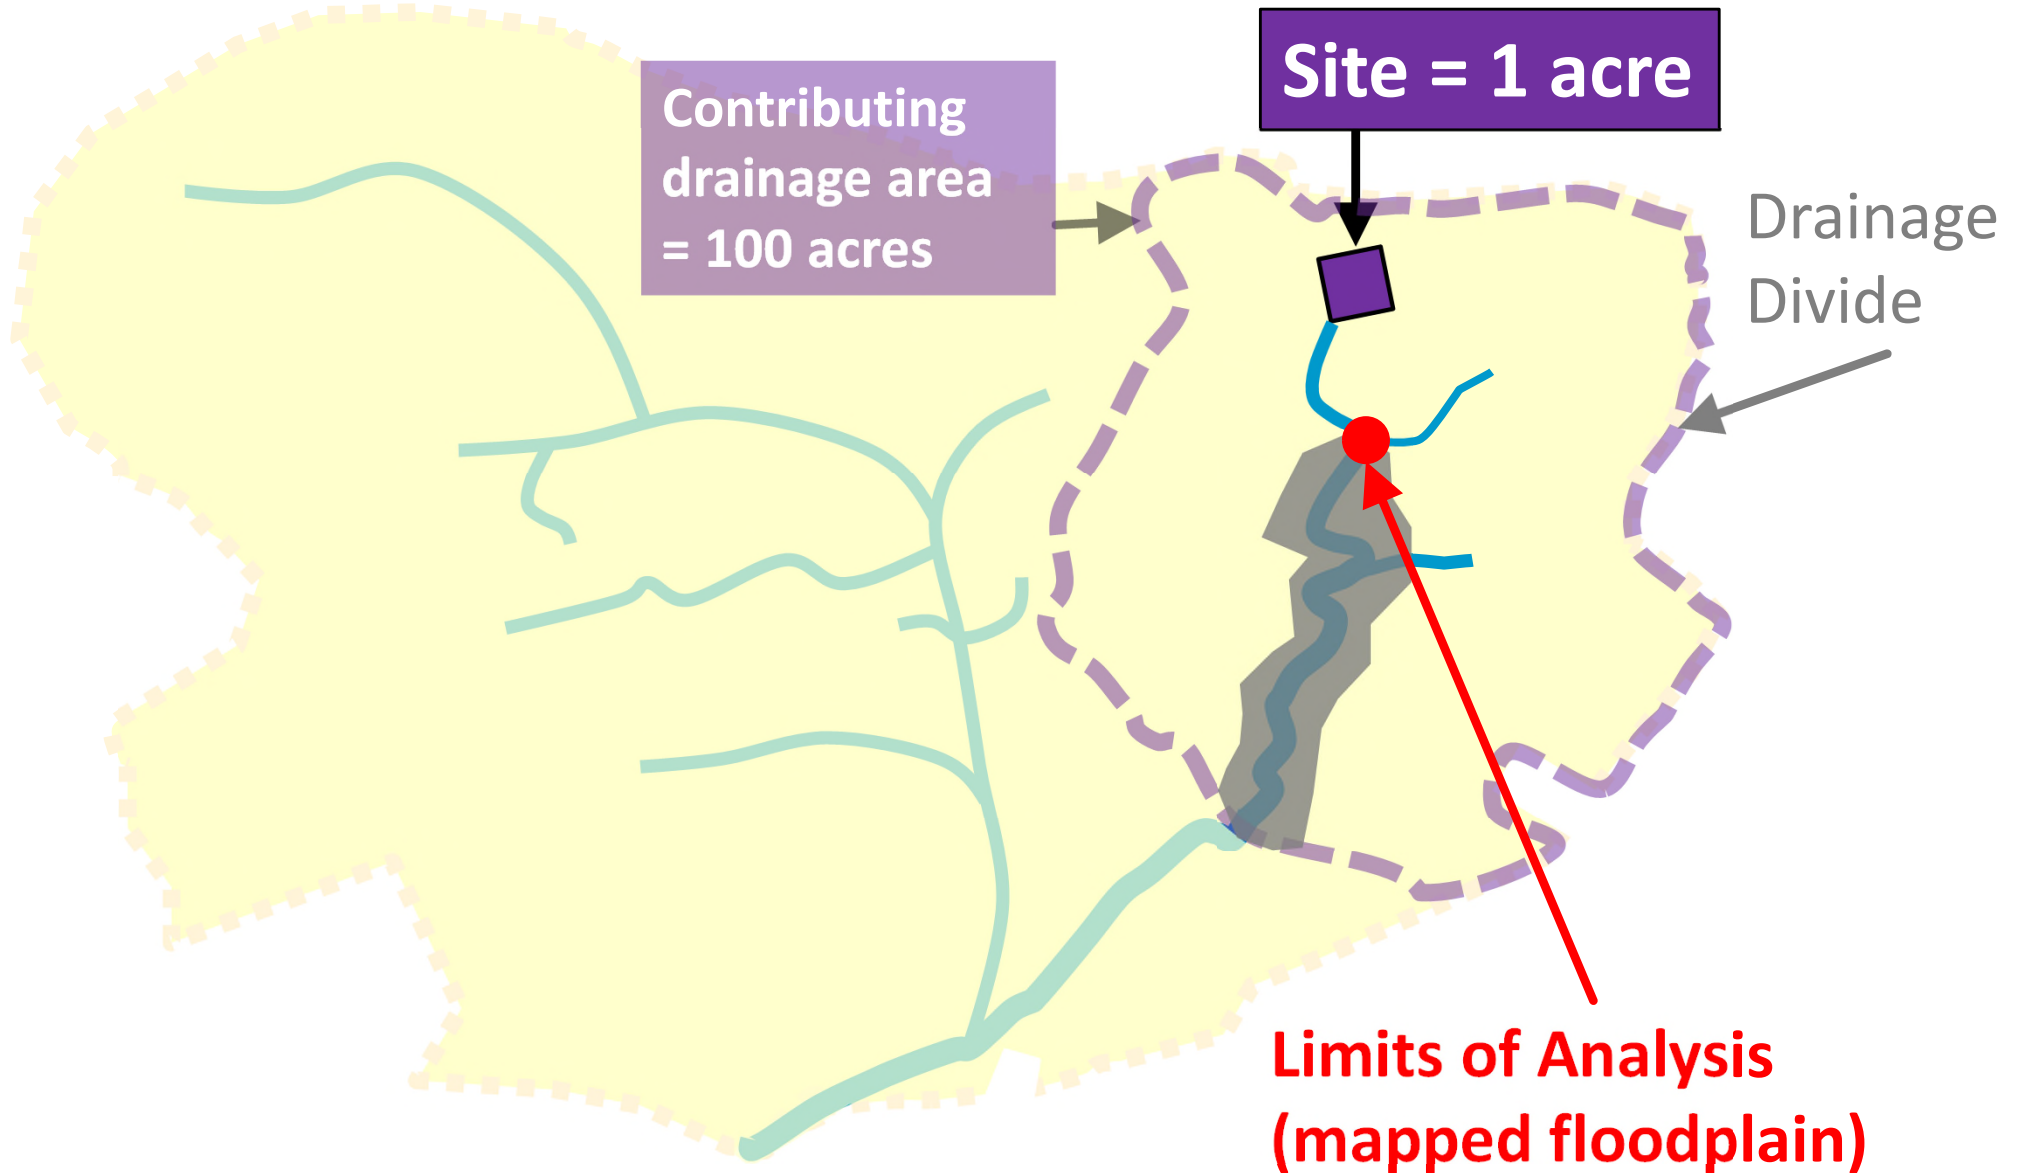 Site = 1 acre
Contributing
drainage area
= 100 acres
Drainage
Divide
Limits of Analysis
(mapped floodplain)